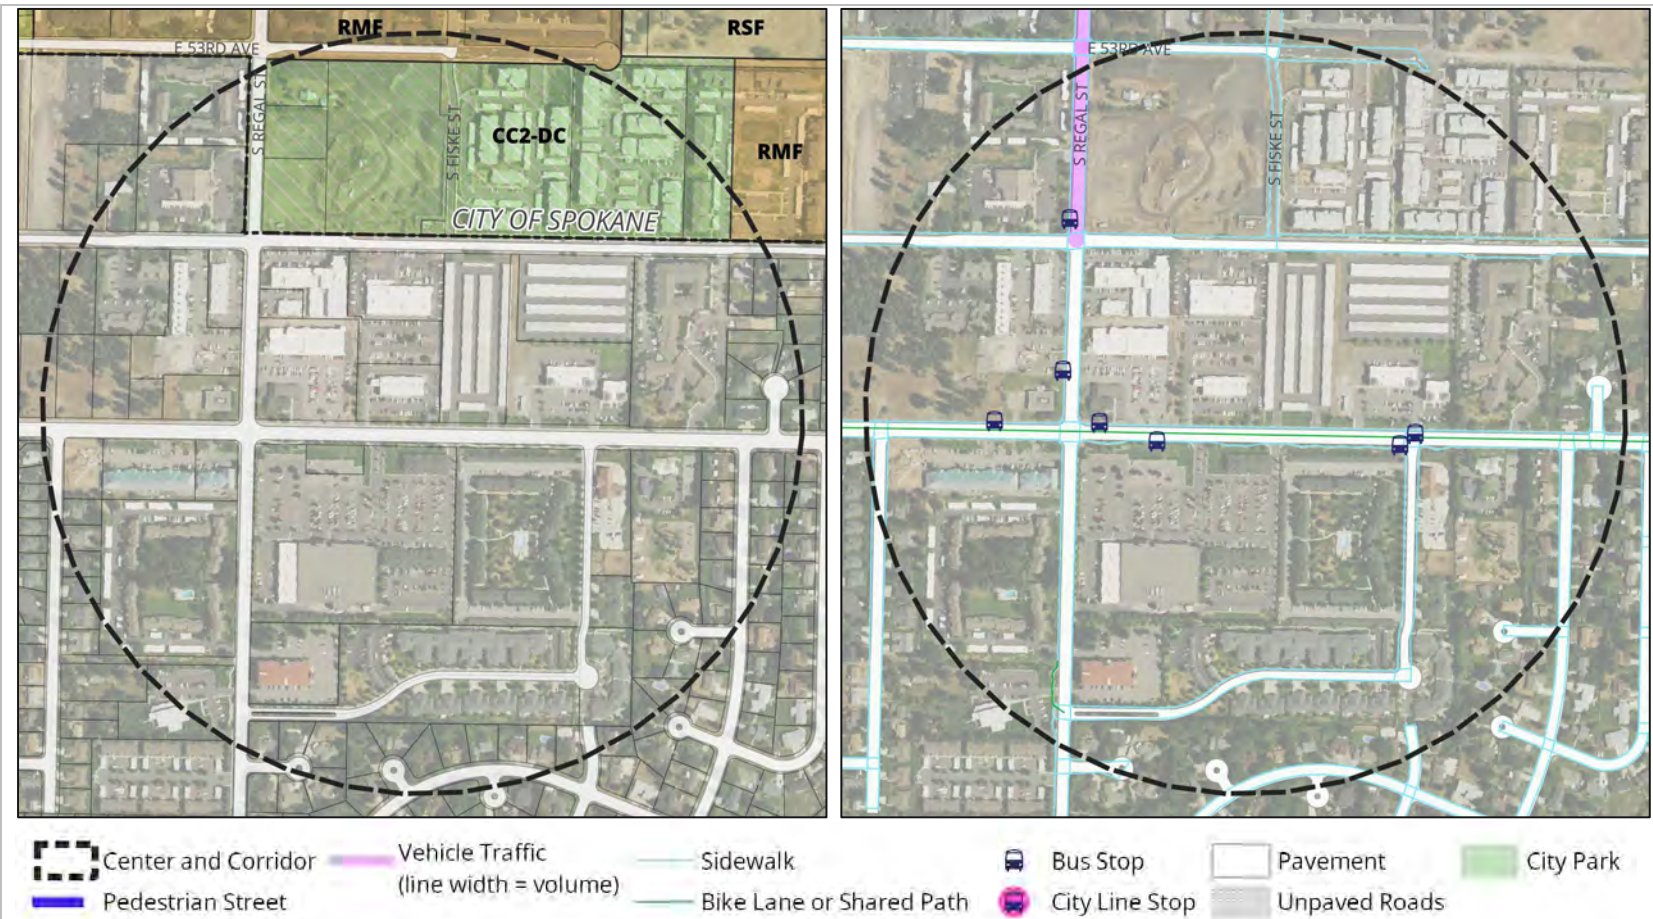 RMF
RSF
E 53RD AVE
S REGAL ST
S FISKE ST
CC2-DC
RMF
CITY OF SPOKANE
E 53RD AVE
S REGAL ST
S FISKE ST
Center and Corridor
Pedestrian Street
Vehicle Traffic
(line width = volume)
Sidewalk
Bike Lane or Shared Path
Bus Stop
City Line Stop
Pavement
Unpaved Roads
City Park